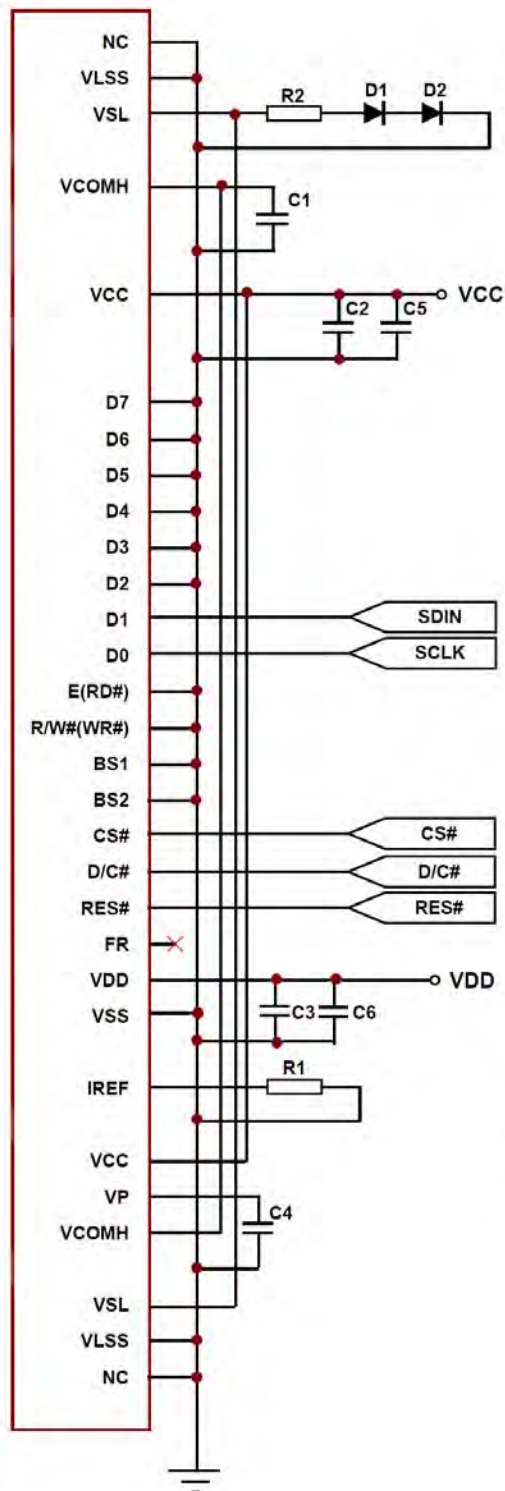 NC
VLSS
VSL R2 D1 D2
VCOMH C1
VCC C2 C5 VCC
D7
D6
D5
D4
D3
D2
D1 SDIN
D0 SCLK
E(RD#)
R/W#(WR#)
BS1
BS2
CS# CS#
D/C# D/C#
RES# RES#
FR
VDD VDD
VSS C3 C6
IREF R1
VCC
VP C4
VCOMH
VSL
VLSS
NC